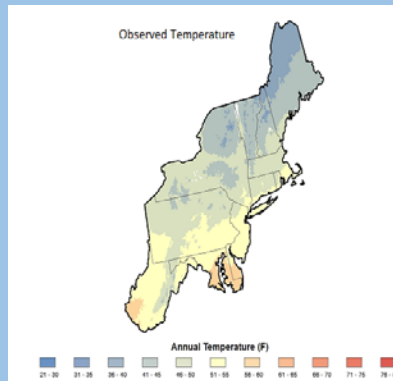 Observed Temperature
Annual Temperature (F)
21 - 30 31 - 35 36 - 40 41 - 45 46 - 50 51 - 55 56 - 60 61 - 65 66 - 70 71 - 75